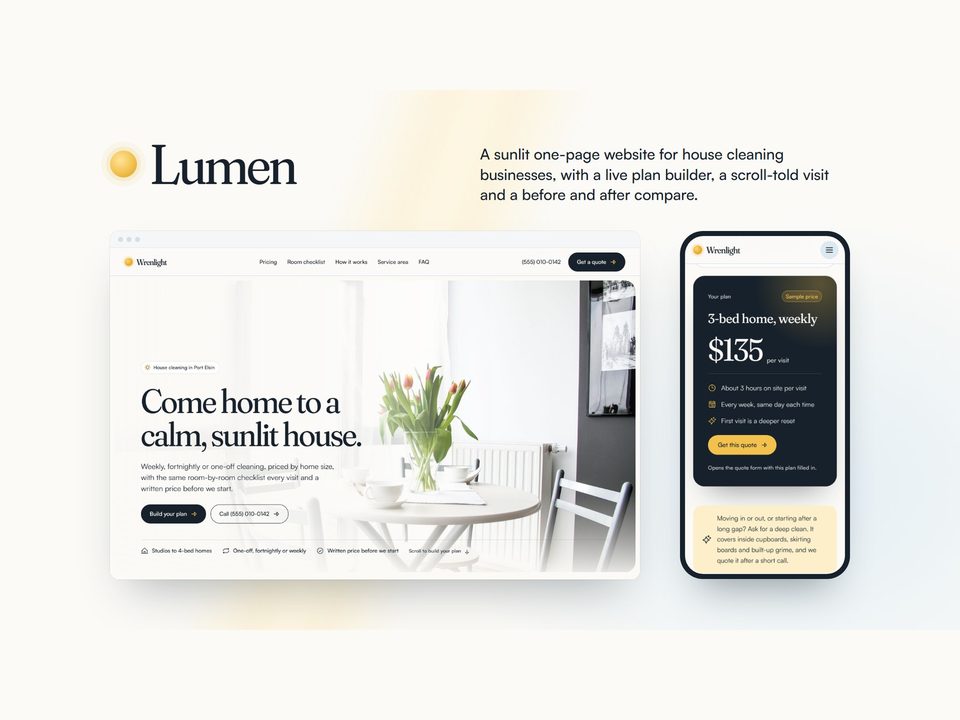 Lumen
A sunlit one-page website for house cleaning
businesses, with a live plan builder, a scroll-told visit
and a before and after compare.
Wrenlight
Pricing
Room checklist
How it works
Service area
FAQ
(555) 010-0142
Get a quote
House cleaning in Port Elsin
Come home to a
calm, sunlit house.
Weekly, fortnightly or one-off cleaning, priced by home size,
with the same room-by-room checklist every visit and a
written price before we start.
Build your plan
Call (555) 010-0142
Studios to 4-bed homes
One-off, fortnightly or weekly
Written price before we start
Scroll to build your plan
Wrenlight
Your plan
Sample price
3-bed home, weekly
$135 per visit
About 3 hours on site per visit
Every week, same day each time
First visit is a deeper reset
Get this quote
Opens the quote form with this plan filled in.
Moving in or out, or starting after a
long gap? Ask for a deep clean. It
covers inside cupboards, skirting
boards and built-up grime, and we
quote it after a short call.